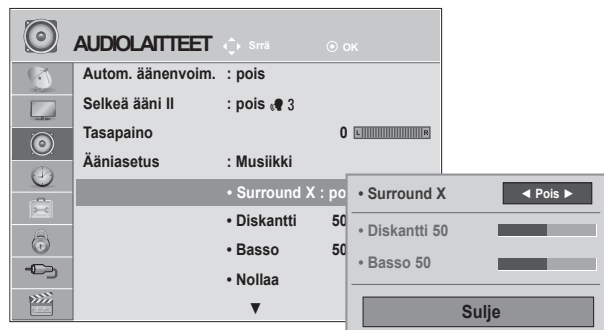 AUDIOLAITTEET Srrä OK
Autom. äänenvoim. : pois
Selkeä ääni II : pois 3
Tasapaino 0 L R
Ääniasetus : Musiikki
• Surround X : po
• Diskantti 50
• Basso 50
• Nollaa
▼
• Surround X ◄ Pois ►
• Diskantti 50
• Basso 50
Sulje